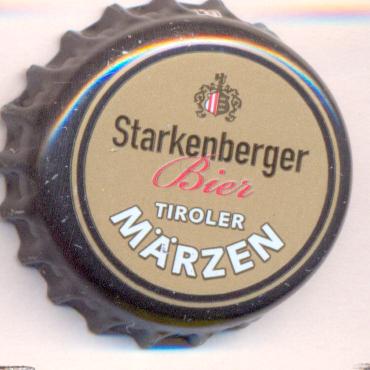 Starkenberger
Bier
TIROLER
MÄRZEN